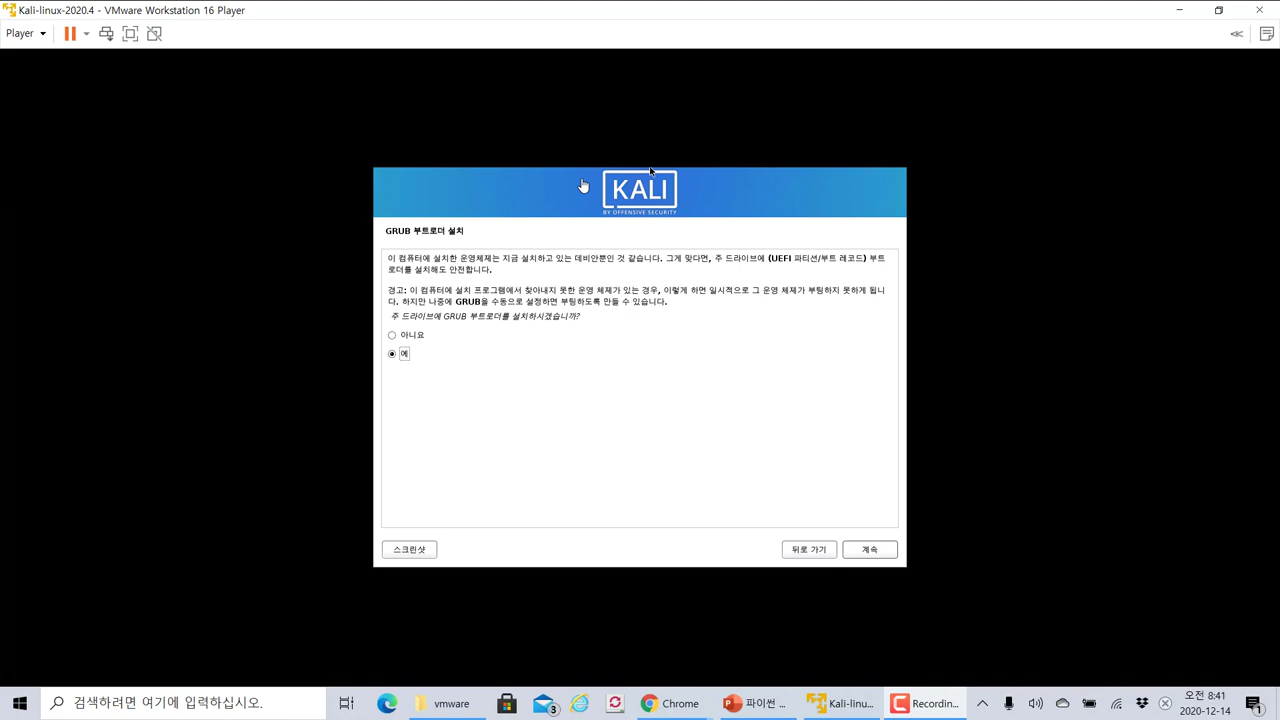 Kali-linux-2020.4 - VMware Workstation 16 Player
Player
KALI
BY OFFENSIVE SECURITY
GRUB 부트로더 설치
이 컴퓨터에 설치한 운영체제는 지금 설치하고 있는 데비안뿐인 것 같습니다. 그게 맞다면, 주 드라이브에 (UEFI 파티션/부트 레코드) 부트
로더를 설치해도 안전합니다.
경고: 이 컴퓨터에 설치 프로그램에서 찾아내지 못한 운영 체제가 있는 경우, 이렇게 하면 일시적으로 그 운영 체제가 부팅하지 못하게 됩니
다. 하지만 나중에 GRUB을 수동으로 설정하면 부팅하도록 만들 수 있습니다.
주 드라이브에 GRUB 부트로더를 설치하시겠습니까?
아니요
예
스크린샷
뒤로 가기
계속
검색하려면 여기에 입력하십시오.
3
vmware
Chrome
파이썬 ...
Kali-linu...
Recordin...
오전 8:41
2020-12-14
1